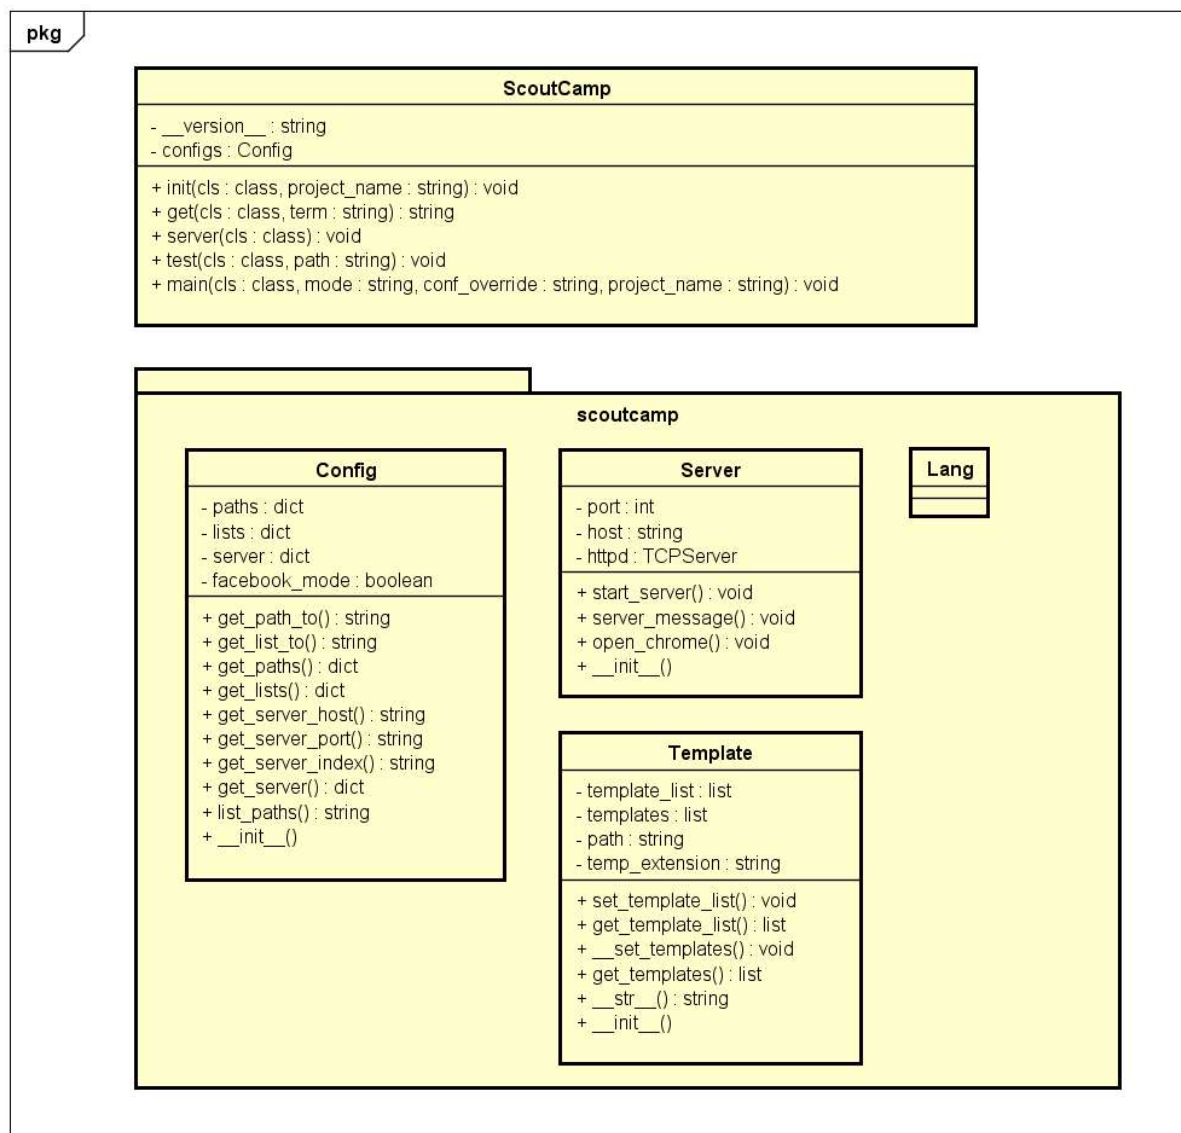 pkg
ScoutCamp
- __version__ : string
- configs : Config
+ init(cls : class, project_name : string) : void
+ get(cls : class, term : string) : string
+ server(cls : class) : void
+ test(cls : class, path : string) : void
+ main(cls : class, mode : string, conf_override : string, project_name : string) : void
scoutcamp
Config
- paths : dict
- lists : dict
- server : dict
- facebook_mode : boolean
+ get_path_to() : string
+ get_list_to() : string
+ get_paths() : dict
+ get_lists() : dict
+ get_server_host() : string
+ get_server_port() : string
+ get_server_index() : string
+ get_server() : dict
+ list_paths() : string
+ __init__()
Server
- port : int
- host : string
- httpd : TCPServer
+ start_server() : void
+ server_message() : void
+ open_chrome() : void
+ __init__()
Template
- template_list : list
- templates : list
- path : string
- temp_extension : string
+ set_template_list() : void
+ get_template_list() : list
+ __set_templates() : void
+ get_templates() : list
+ __str__() : string
+ __init__()
Lang